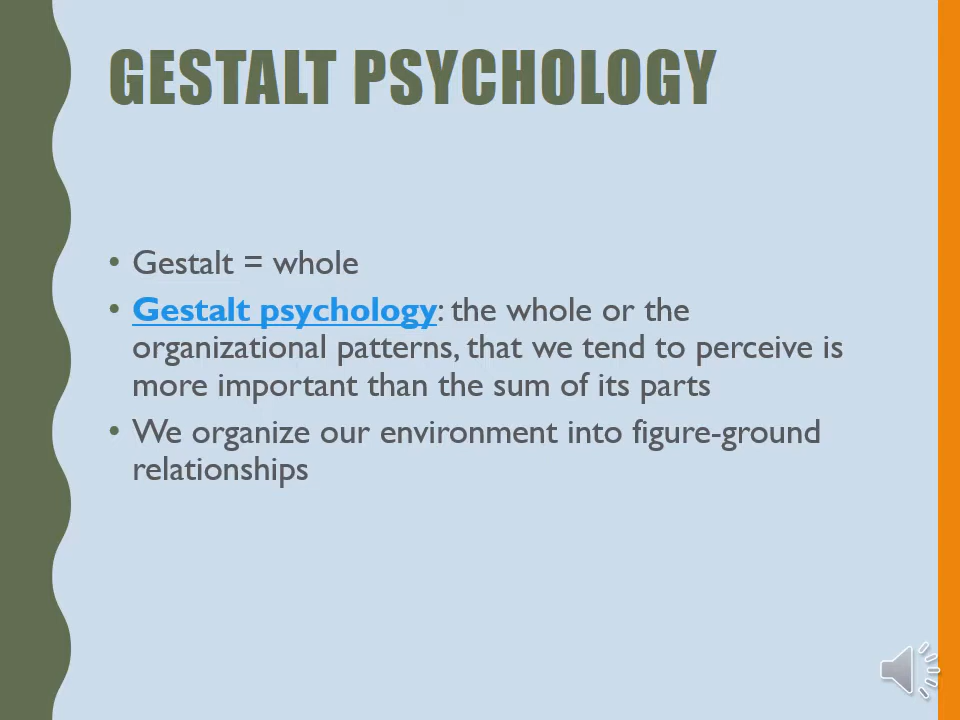 GESTALT PSYCHOLOGY
• Gestalt = whole
• Gestalt psychology: the whole or the
organizational patterns, that we tend to perceive is
more important than the sum of its parts
• We organize our environment into figure-ground
relationships